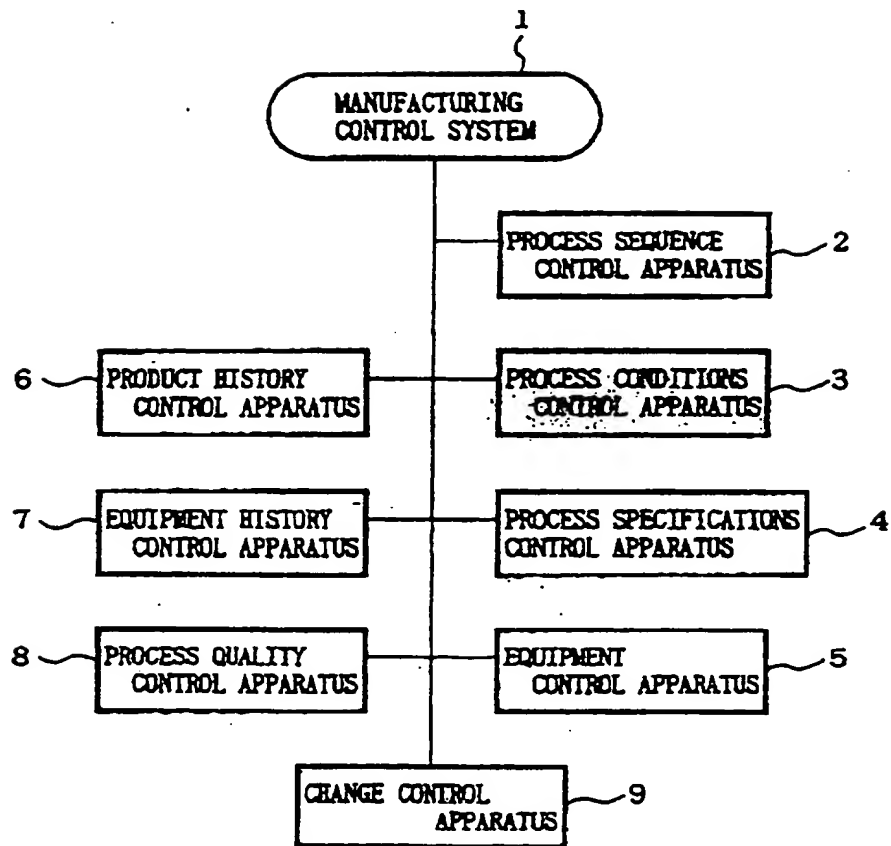 1
MANUFACTURING
CONTROL SYSTEM
PROCESS SEQUENCE
CONTROL APPARATUS
2
6
PRODUCT HISTORY
CONTROL APPARATUS
PROCESS CONDITIONS
CONTROL APPARATUS
3
7
EQUIPMENT HISTORY
CONTROL APPARATUS
PROCESS SPECIFICATIONS
CONTROL APPARATUS
4
8
PROCESS QUALITY
CONTROL APPARATUS
EQUIPMENT
CONTROL APPARATUS
5
CHANGE CONTROL
APPARATUS
9